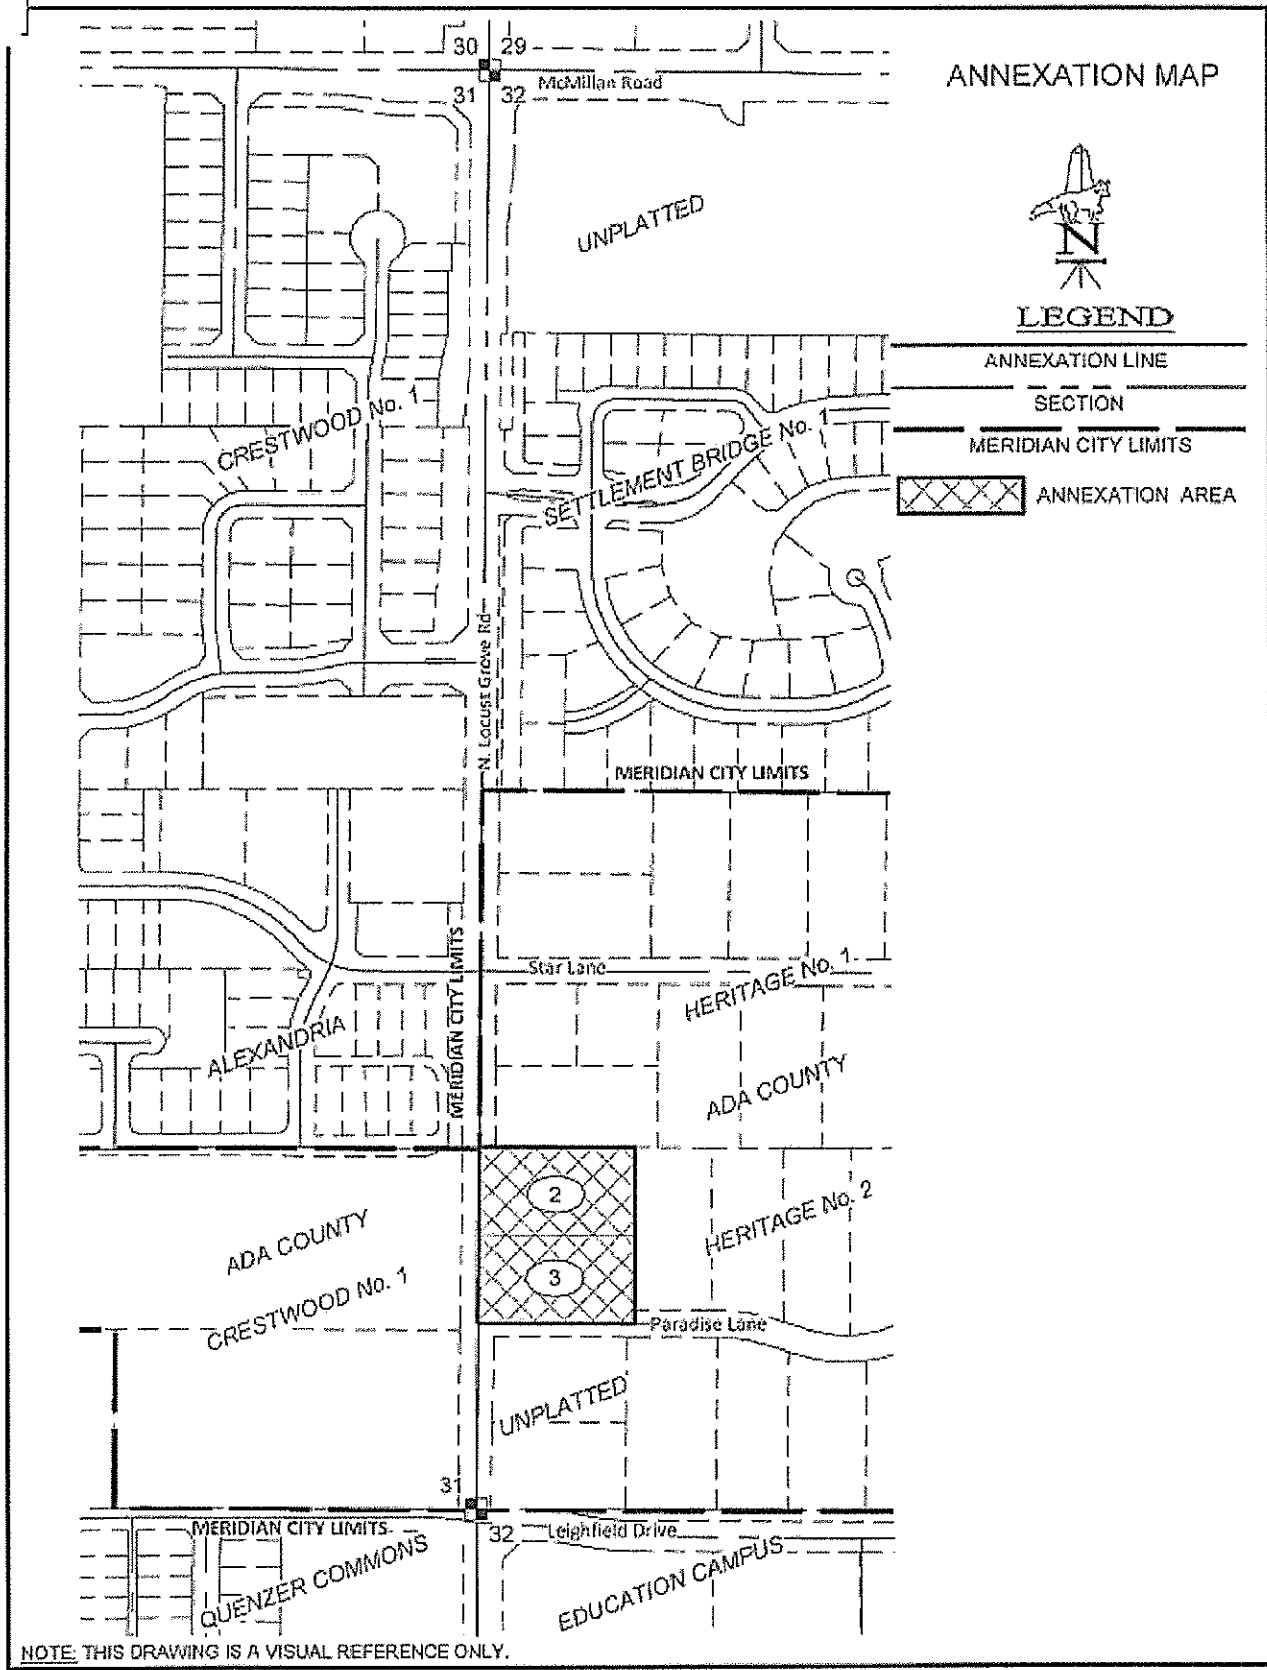 ANNEXATION MAP
N
LEGEND
ANNEXATION LINE
SECTION
MERIDIAN CITY LIMITS
ANNEXATION AREA
30 29
McMillan Road
31 32
UNPLATTED
CRESTWOOD No. 1
SETTLEMENT BRIDGE No. 1
N. Locust Grove Rd
MERIDIAN CITY LIMITS
MERIDIAN CITY LIMITS
Star Lane
HERITAGE No. 1
ALEXANDRIA
ADA COUNTY
2
HERITAGE No. 2
ADA COUNTY
3
CRESTWOOD No. 1
Paradise Lane
UNPLATTED
31
MERIDIAN CITY LIMITS
32
Leighfield Drive
QUENZER COMMONS
EDUCATION CAMPUS
NOTE: THIS DRAWING IS A VISUAL REFERENCE ONLY.